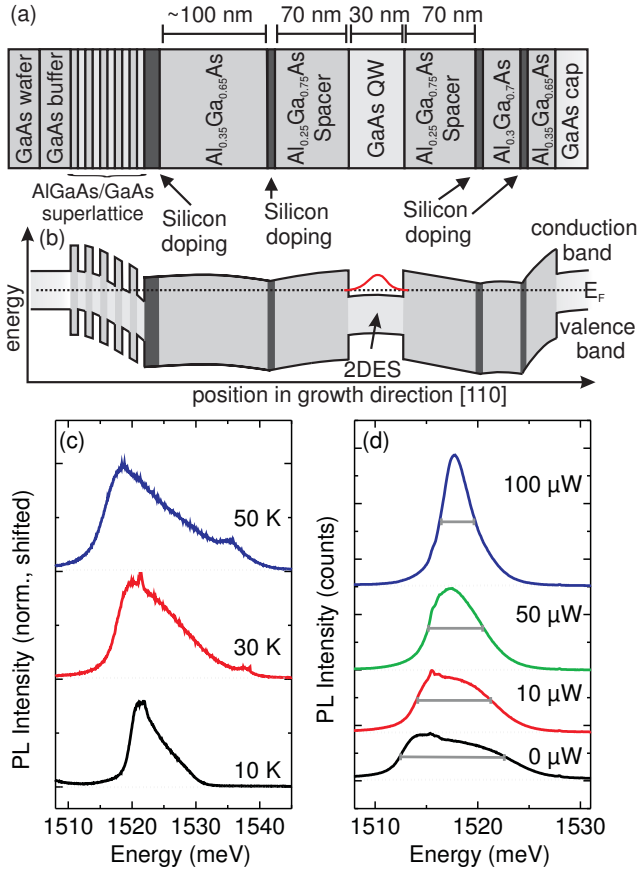 (a)
~100 nm 70 nm 30 nm 70 nm
GaAs wafer
GaAs buffer
Al0.35Ga0.65As
Al0.25Ga0.75As
Spacer
GaAs QW
Al0.25Ga0.75As
Spacer
Al0.3Ga0.7As
Al0.35Ga0.65As
GaAs cap
AlGaAs/GaAs
superlattice
Silicon
doping
Silicon
doping
Silicon
doping
(b)
conduction
band
EF
valence
band
energy
2DES
position in growth direction [110]
(c)
50 K
30 K
10 K
PL Intensity (norm., shifted)
1510 1520 1530 1540
Energy (meV)
(d)
100 µW
50 µW
10 µW
0 µW
PL Intensity (counts)
1510 1520 1530
Energy (meV)